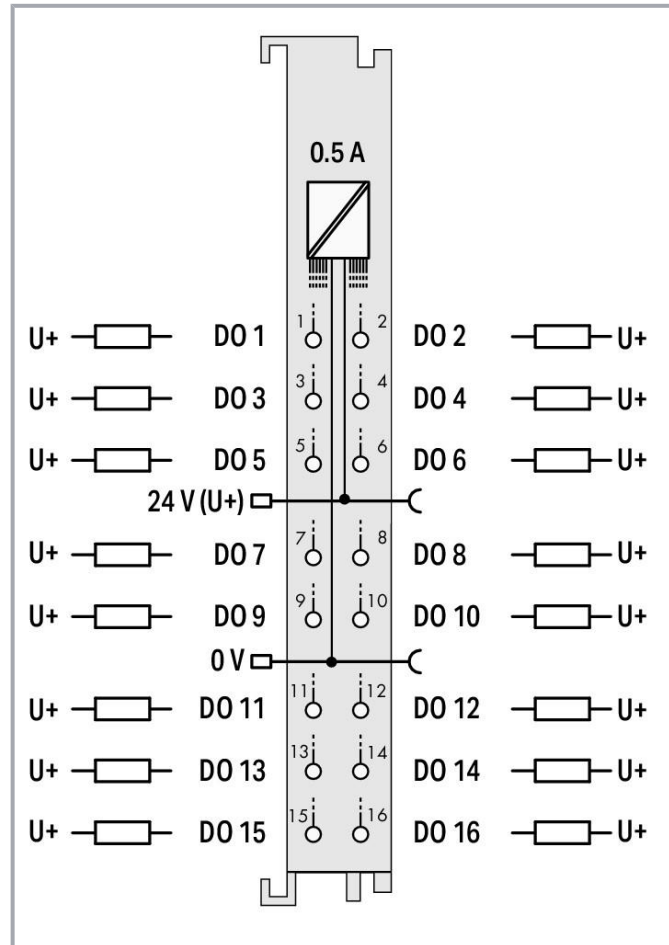 0.5 A
U+ DO 1 1 2 DO 2 U+
U+ DO 3 3 4 DO 4 U+
U+ DO 5 5 6 DO 6 U+
24 V (U+)
U+ DO 7 7 8 DO 8 U+
U+ DO 9 9 10 DO 10 U+
0 V
U+ DO 11 11 12 DO 12 U+
U+ DO 13 13 14 DO 14 U+
U+ DO 15 15 16 DO 16 U+